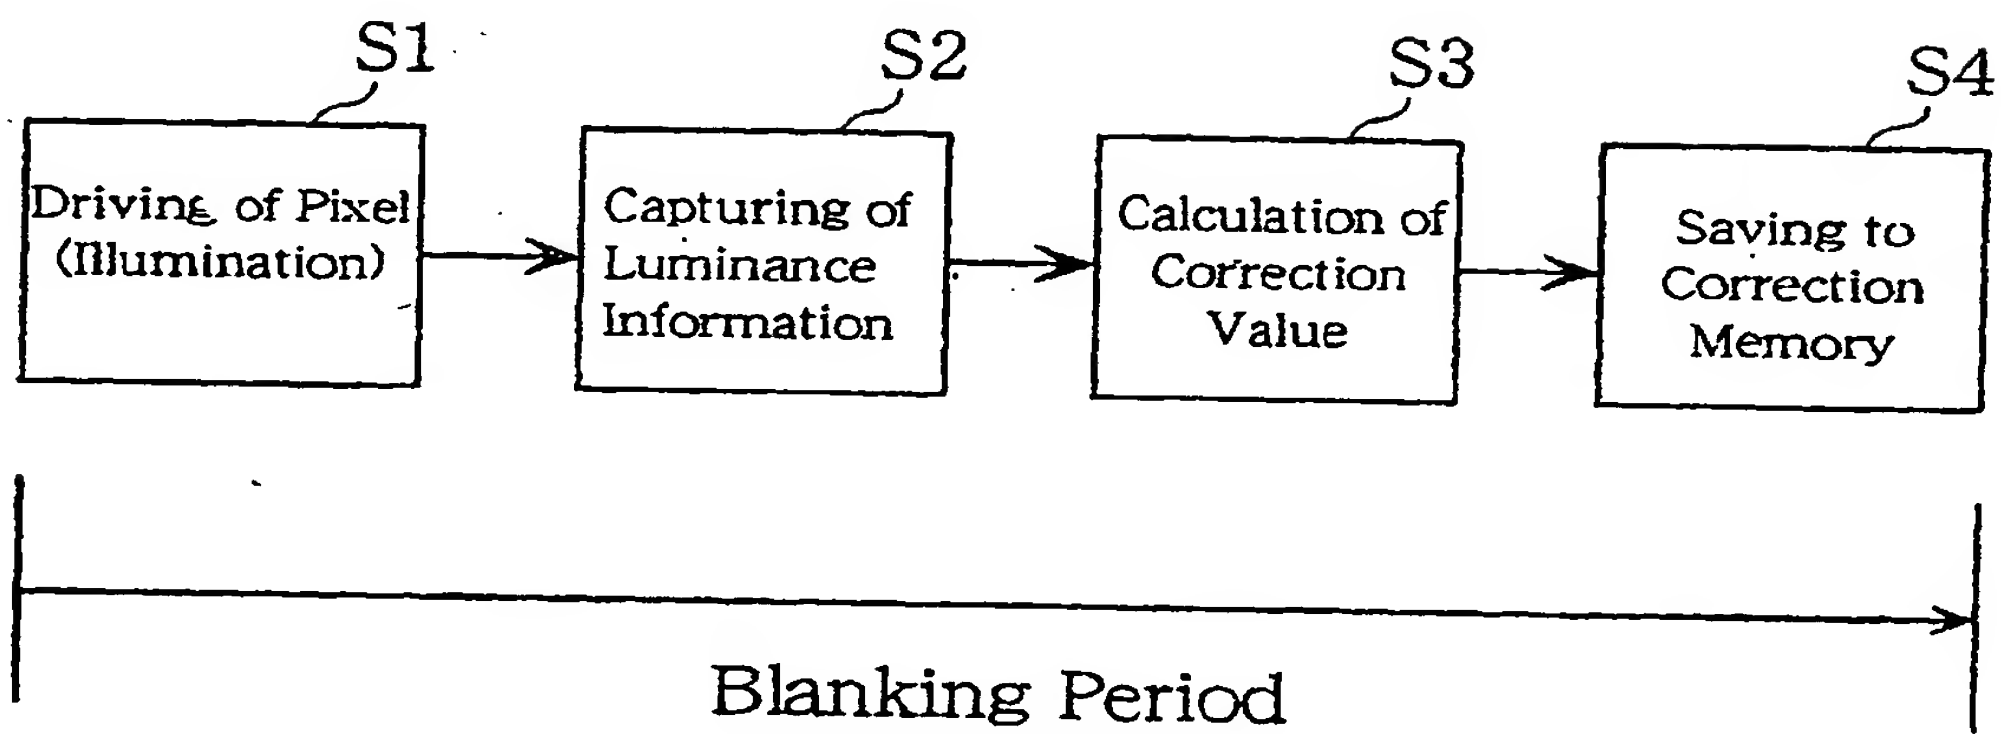 S1
S2
S3
S4
Driving of Pixel
(Illumination)
Capturing of
Luminance
Information
Calculation of
Correction
Value
Saving to
Correction
Memory
Blanking Period